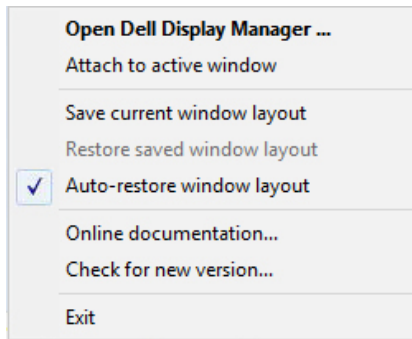 Open Dell Display Manager ...
Attach to active window
Save current window layout
Restore saved window layout
Auto-restore window layout
Online documentation...
Check for new version...
Exit